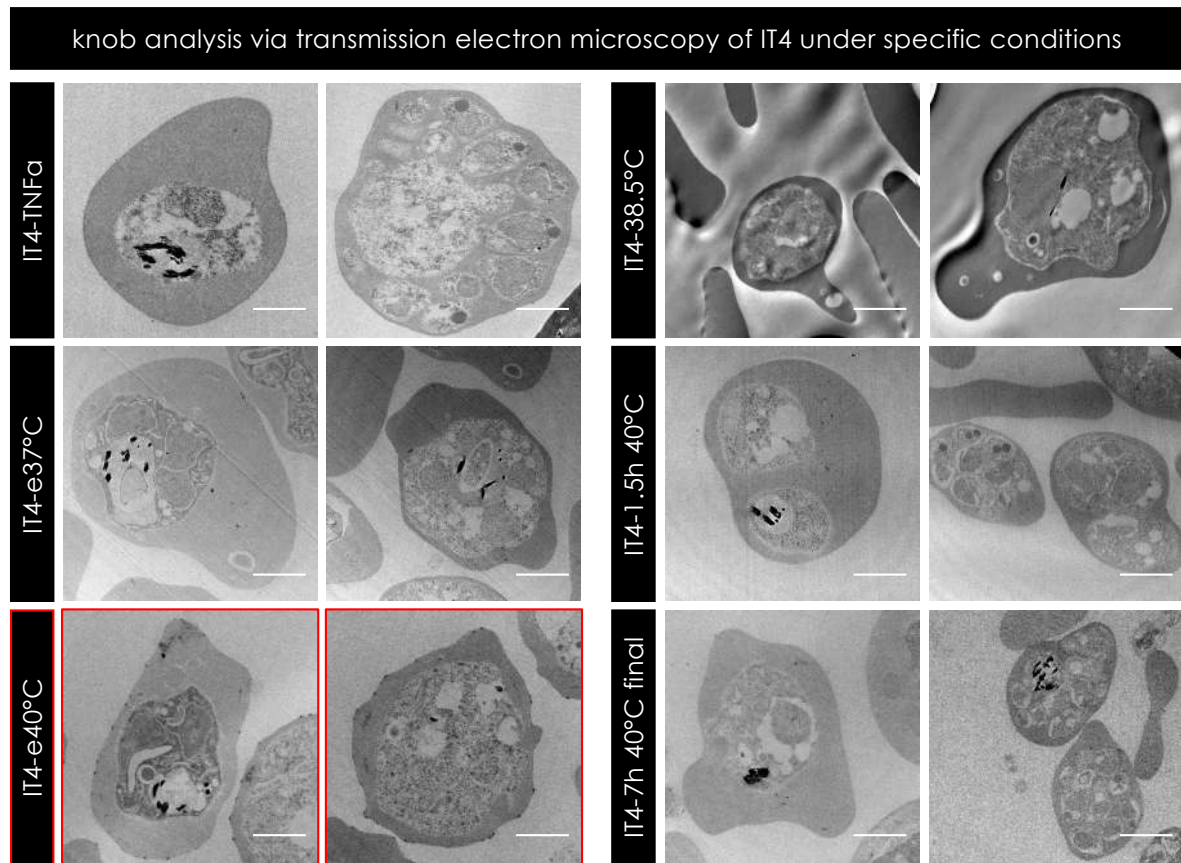 knob analysis via transmission electron microscopy of IT4 under specific conditions
IT4-TNFα
IT4-38.5°C
IT4-e37°C
IT4-1.5h 40°C
IT4-e40°C
IT4-7h 40°C final